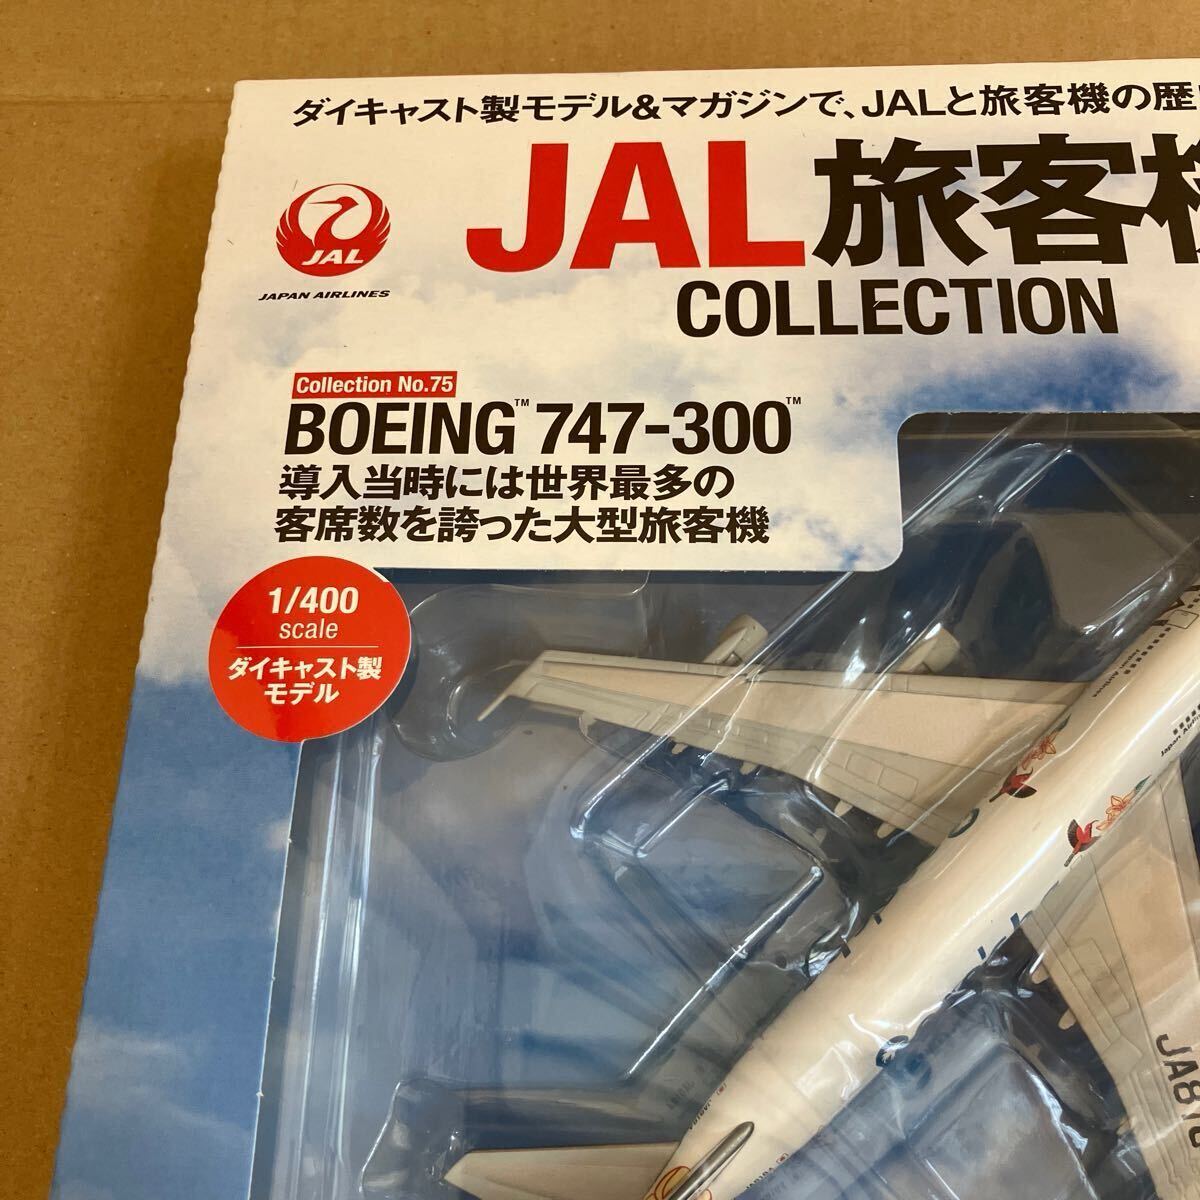 ダイキャスト製モデル&マガジンで、JALと旅客機の歴
JAL旅客機
COLLECTION
JAL
JAPAN AIRLINES
Collection No.75
BOEING™ 747-300™
導入当時には世界最多の
客席数を誇った大型旅客機
1/400
scale
ダイキャスト製
モデル